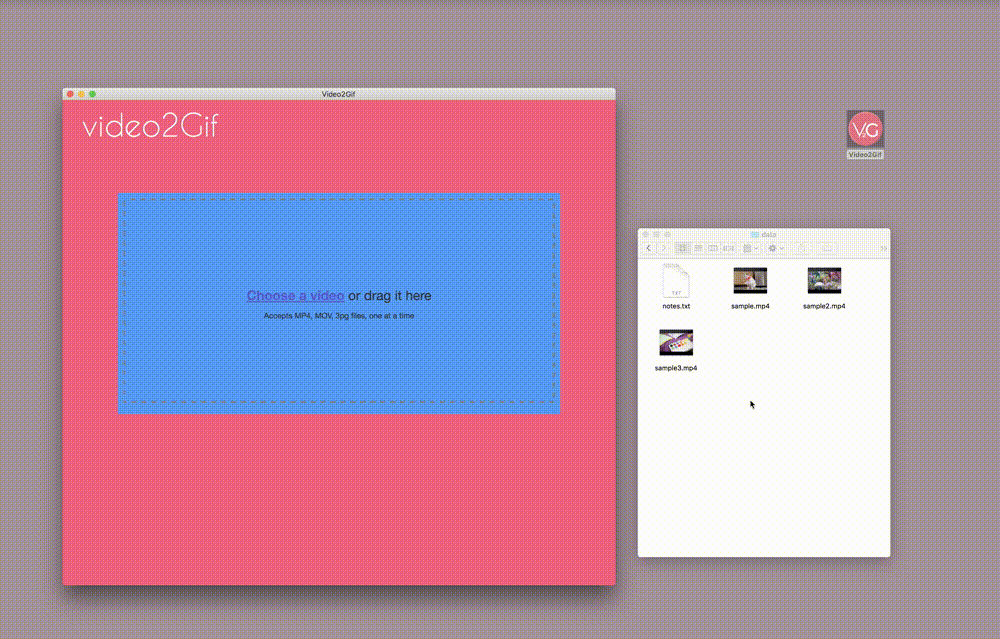 Video2Gif
video2Gif
Choose a video or drag it here
Accepts MP4, MOV, 3pg files, one at a time
V2G
Video2Gif
data
TXT
notes.txt
sample.mp4
sample2.mp4
sample3.mp4